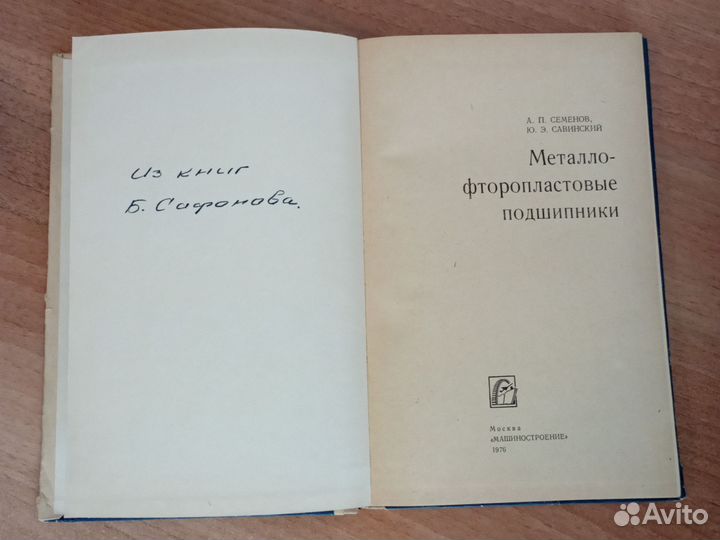 Из книг
Б. Сафонова.
А. П. СЕМЕНОВ,
Ю. Э. САВИНСКИЙ
Металло-
фторопластовые
подшипники
Москва
«МАШИНОСТРОЕНИЕ»
1976
Avito